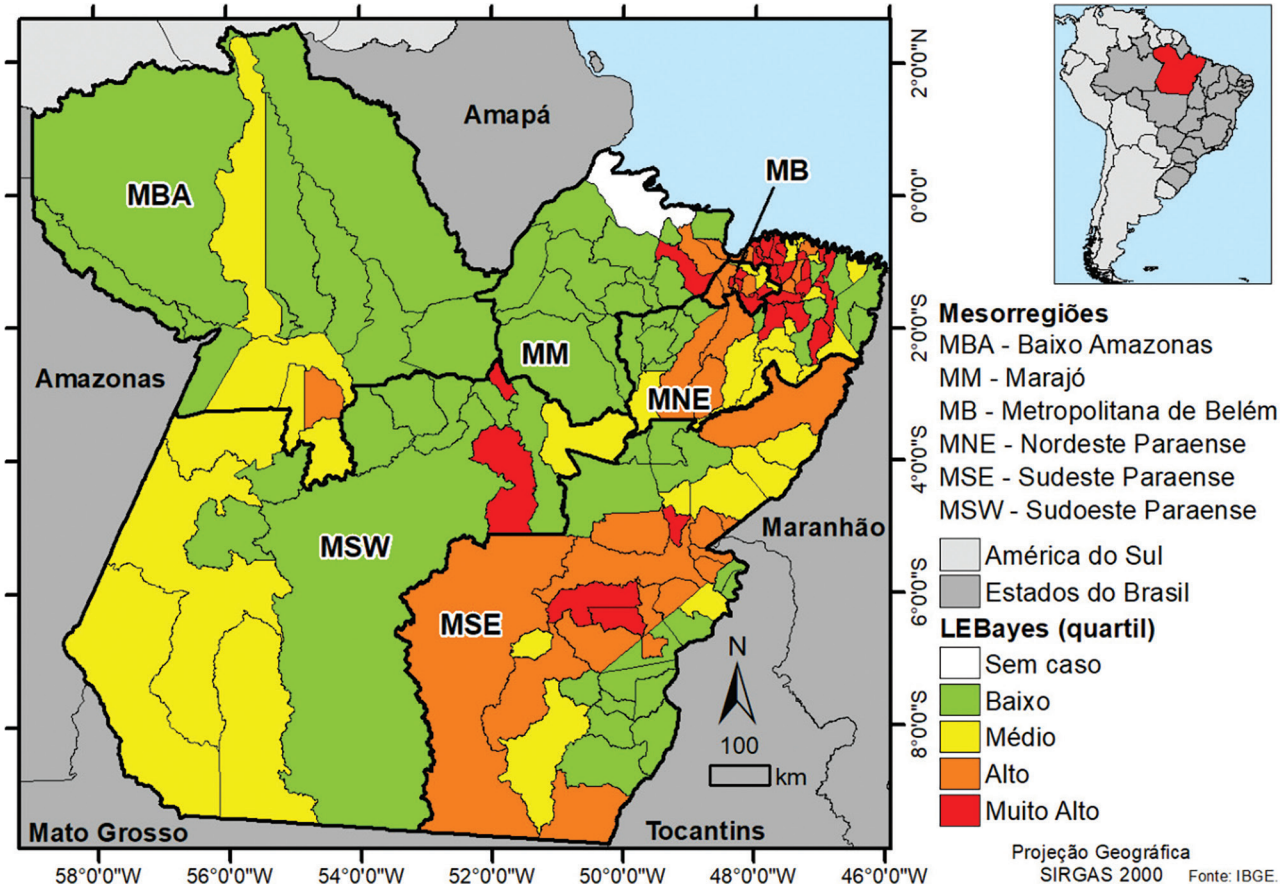 Amapá
MB
MBA
MM
Amazonas
MNE
MSW
Maranhão
MSE
N
100
km
Mato Grosso
Tocantins
2°0'0"N
0°0'0"
2°0'0"S
4°0'0"S
6°0'0"S
8°0'0"S
58°0'0"W
56°0'0"W
54°0'0"W
52°0'0"W
50°0'0"W
48°0'0"W
46°0'0"W
Mesorregiões
MBA - Baixo Amazonas
MM - Marajó
MB - Metropolitana de Belém
MNE - Nordeste Paraense
MSE - Sudeste Paraense
MSW - Sudoeste Paraense
América do Sul
Estados do Brasil
LEBayes (quartil)
Sem caso
Baixo
Médio
Alto
Muito Alto
Projeção Geográfica
SIRGAS 2000 Fonte: IBGE.